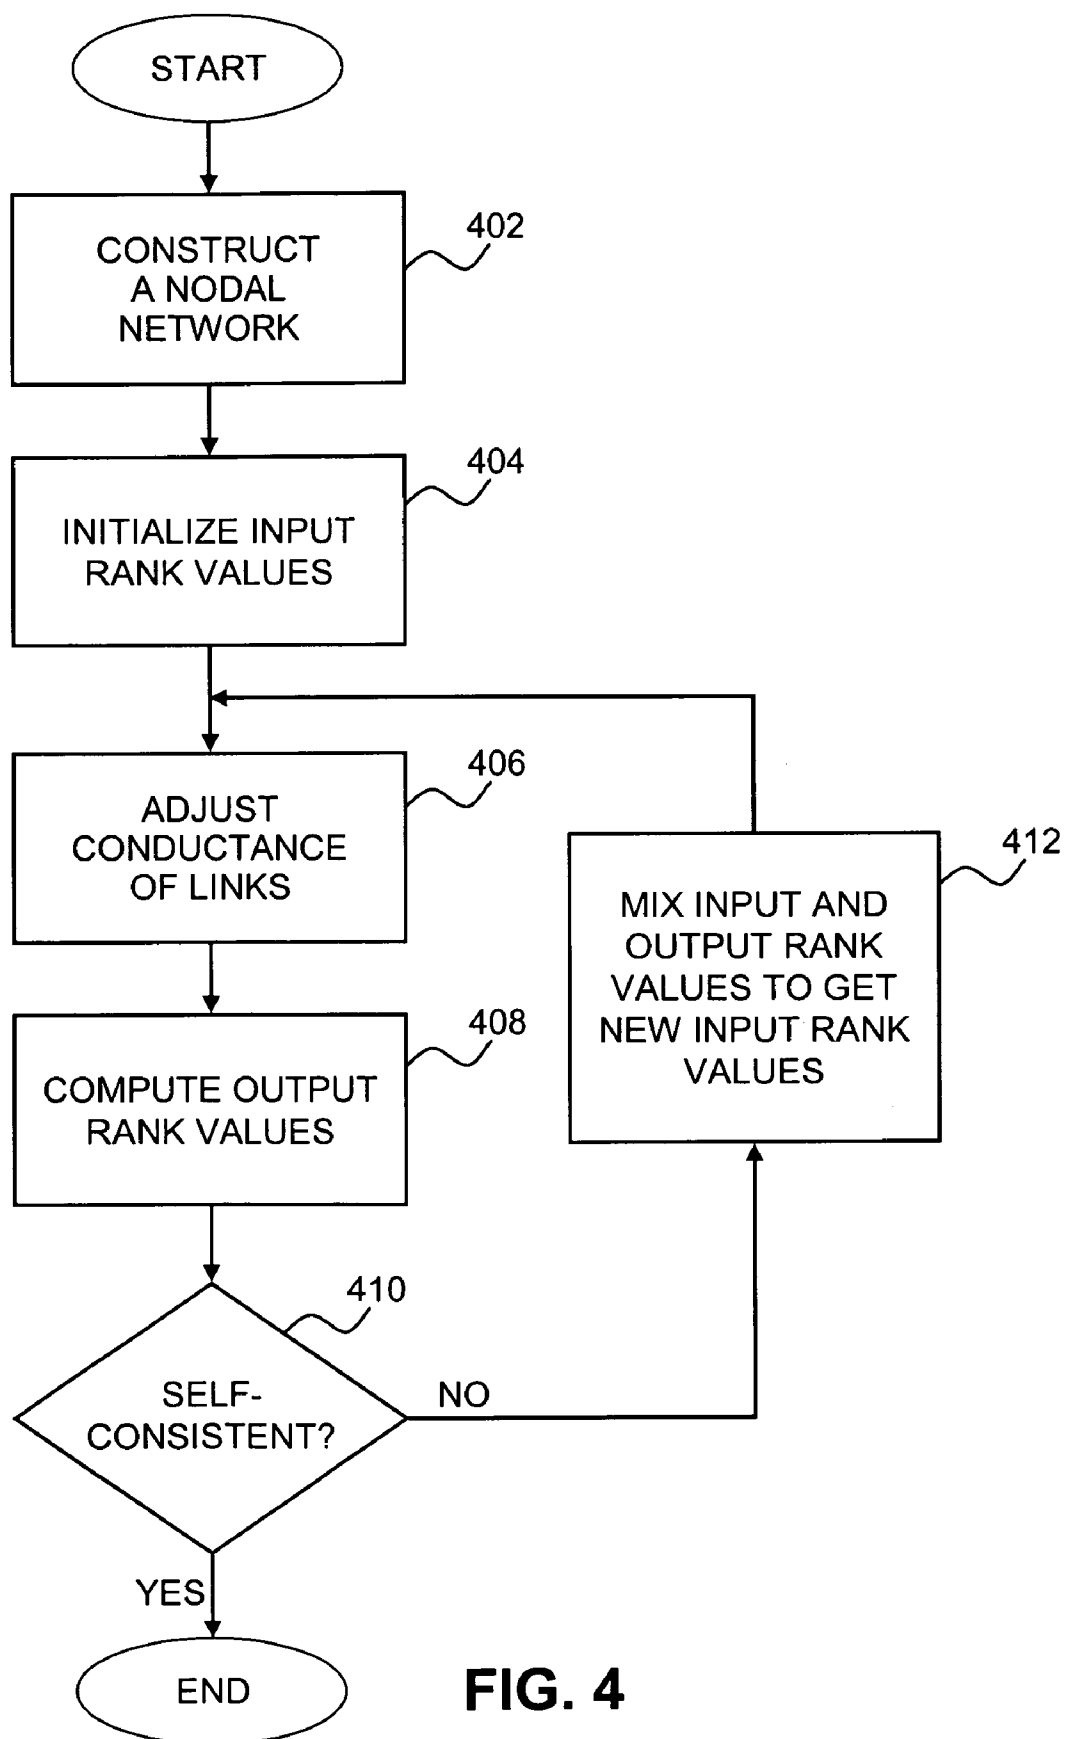 START
402
CONSTRUCT
A NODAL
NETWORK
404
INITIALIZE INPUT
RANK VALUES
406
ADJUST
CONDUCTANCE
OF LINKS
412
MIX INPUT AND
OUTPUT RANK
VALUES TO GET
NEW INPUT RANK
VALUES
408
COMPUTE OUTPUT
RANK VALUES
410
SELF-
CONSISTENT?
NO
YES
END
FIG. 4